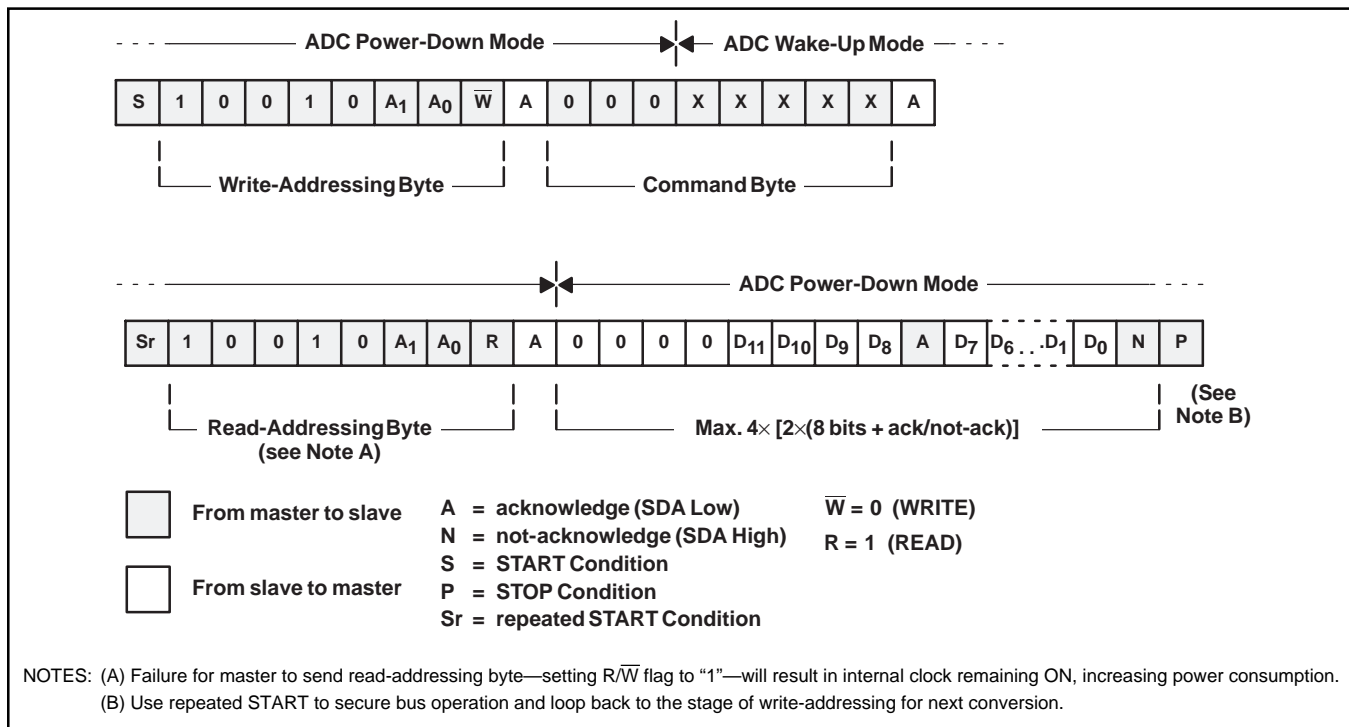 ADC Power-Down Mode ADC Wake-Up Mode
S 1 0 0 1 0 A1 A0 W̅ A 0 0 0 X X X X X A
Write-Addressing Byte Command Byte
ADC Power-Down Mode
Sr 1 0 0 1 0 A1 A0 R A 0 0 0 0 D11 D10 D9 D8 A D7 D6 . . .D1 D0 N P
Read-Addressing Byte Max. 4× [2×(8 bits + ack/not-ack)] (See
(see Note A) Note B)
From master to slave
From slave to master
A = acknowledge (SDA Low)
N = not-acknowledge (SDA High)
S = START Condition
P = STOP Condition
Sr = repeated START Condition
W̅ = 0 (WRITE)
R = 1 (READ)
NOTES: (A) Failure for master to send read-addressing byte—setting R/W̅ flag to “1”—will result in internal clock remaining ON, increasing power consumption.
(B) Use repeated START to secure bus operation and loop back to the stage of write-addressing for next conversion.